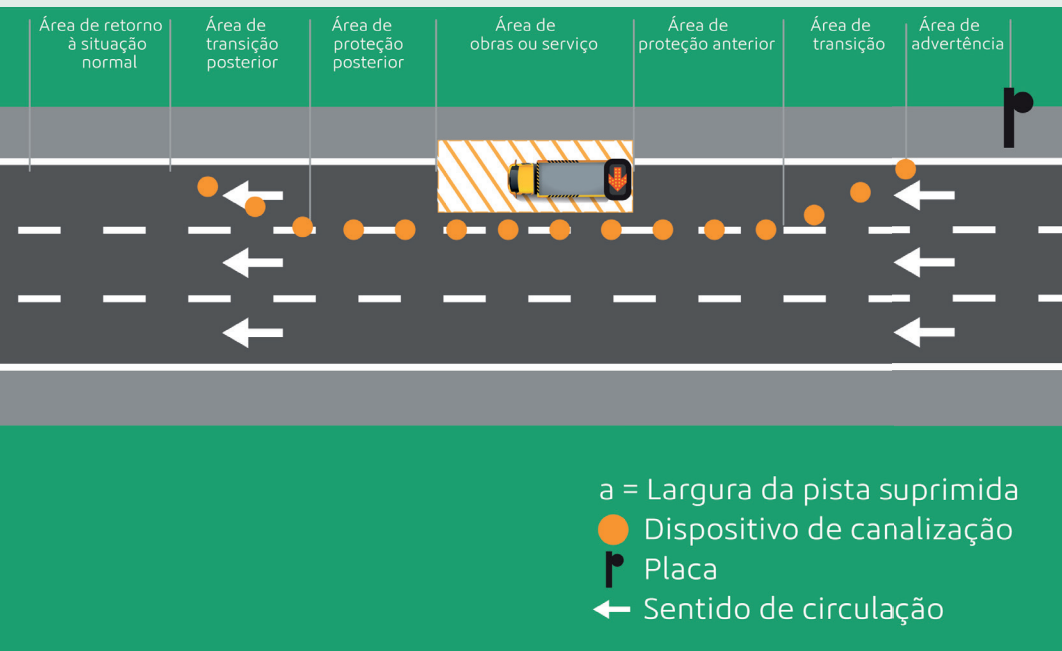 Área de retorno
à situação
normal
Área de
transição
posterior
Área de
proteção
posterior
Área de
obras ou serviço
Área de
proteção anterior
Área de
transição
Área de
advertência
a = Largura da pista suprimida
Dispositivo de canalização
Placa
Sentido de circulação